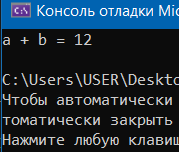 Консоль отладки Mic
a + b = 12
C:\Users\USER\Deskto
Чтобы автоматически
томатически закрыть
Нажмите любую клавиш